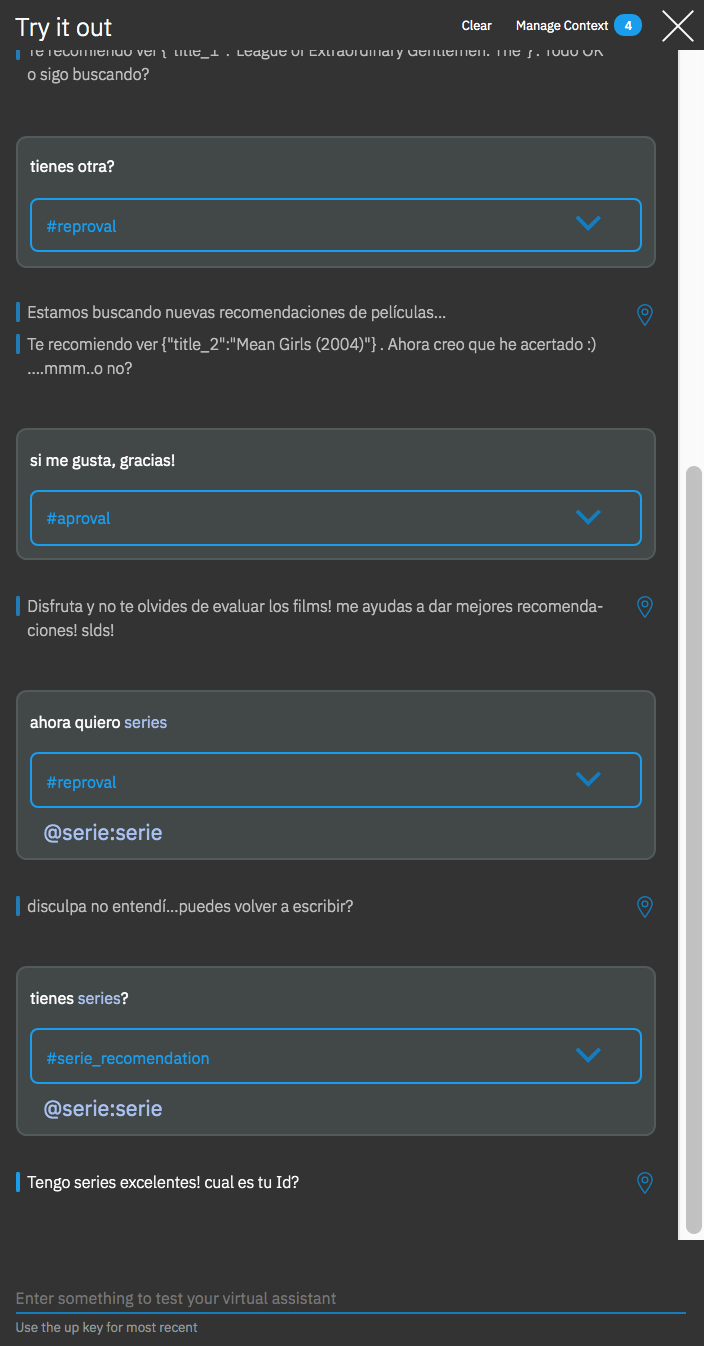 Try it out
Clear
Manage Context
4
Te recomiendo ver {"title_1":"League of Extraordinary Gentlemen. The"} . Todo OK
o sigo buscando?
tienes otra?
#reproval
Estamos buscando nuevas recomendaciones de películas...
Te recomiendo ver {"title_2":"Mean Girls (2004)"} . Ahora creo que he acertado :)
....mmm..o no?
si me gusta, gracias!
#aproval
Disfruta y no te olvides de evaluar los films! me ayudas a dar mejores recomenda-
ciones! slds!
ahora quiero series
#reproval
@serie:serie
disculpa no entendí...puedes volver a escribir?
tienes series?
#serie_recomendation
@serie:serie
Tengo series excelentes! cual es tu Id?
Enter something to test your virtual assistant
Use the up key for most recent